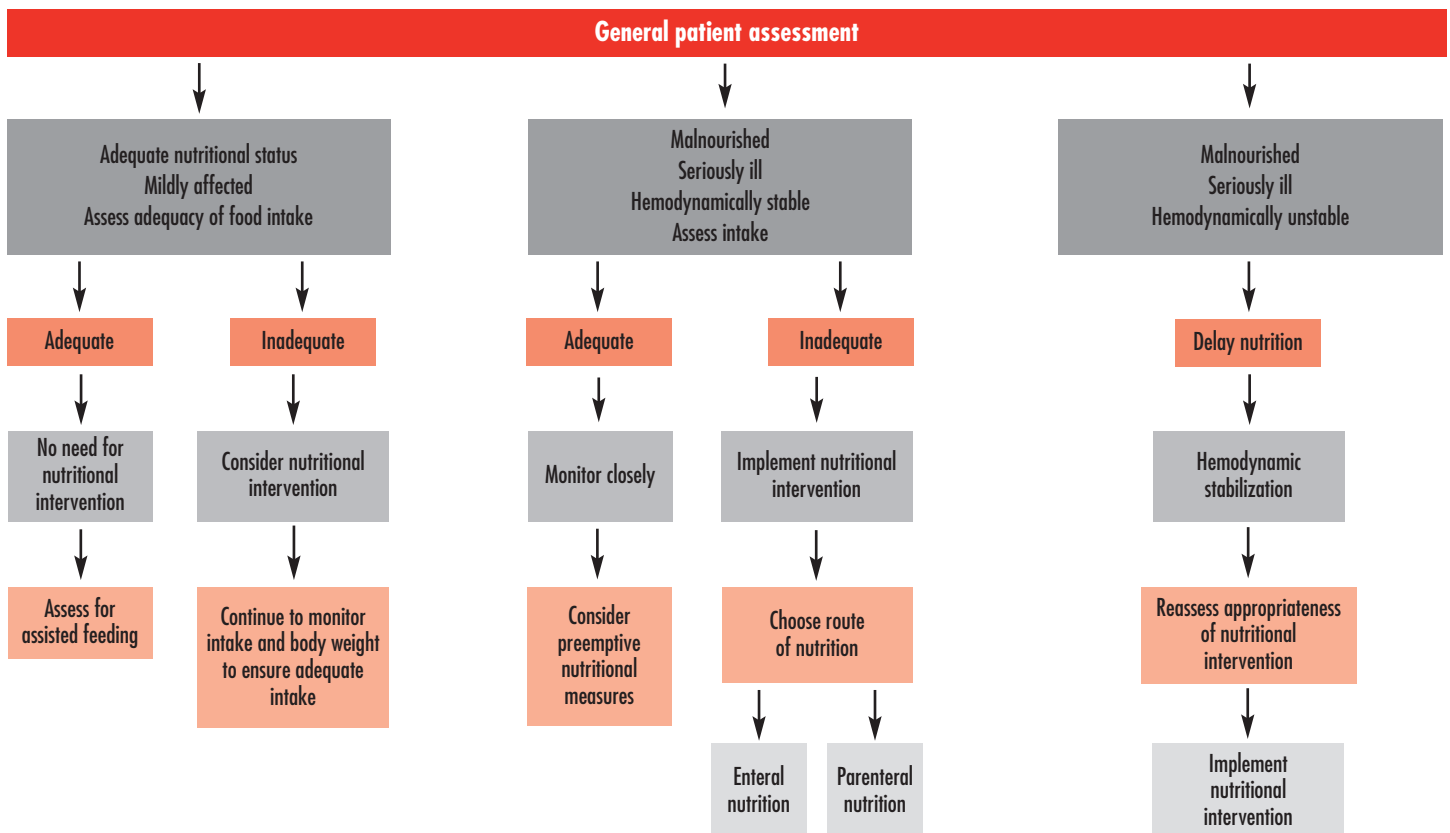 General patient assessment
Adequate nutritional status
Mildly affected
Assess adequacy of food intake
Malnourished
Seriously ill
Hemodynamically stable
Assess intake
Malnourished
Seriously ill
Hemodynamically unstable
Adequate
Inadequate
Adequate
Inadequate
Delay nutrition
No need for
nutritional
intervention
Consider nutritional
intervention
Monitor closely
Implement nutritional
intervention
Hemodynamic
stabilization
Assess for
assisted feeding
Continue to monitor
intake and body weight
to ensure adequate
intake
Consider
preemptive
nutritional
measures
Choose route
of nutrition
Reassess appropriateness
of nutritional
intervention
Enteral
nutrition
Parenteral
nutrition
Implement
nutritional
intervention